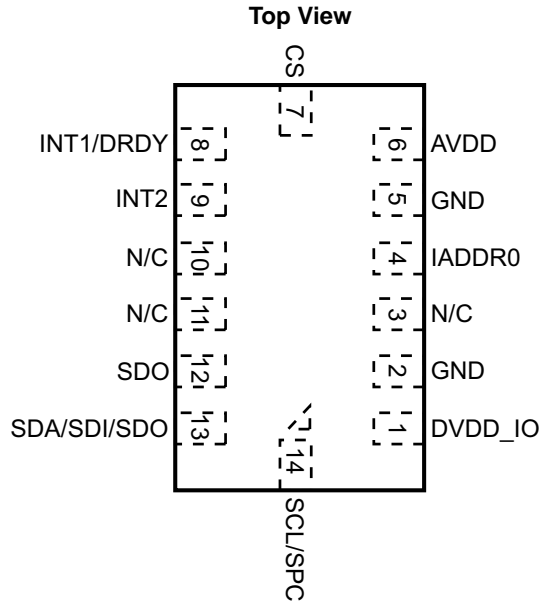 Top View
CS
7
INT1/DRDY 8 6 AVDD
INT2 9 5 GND
N/C 10 4 IADDR0
N/C 11 3 N/C
SDO 12 2 GND
SDA/SDI/SDO 13 1 DVDD_IO
14
SCL/SPC